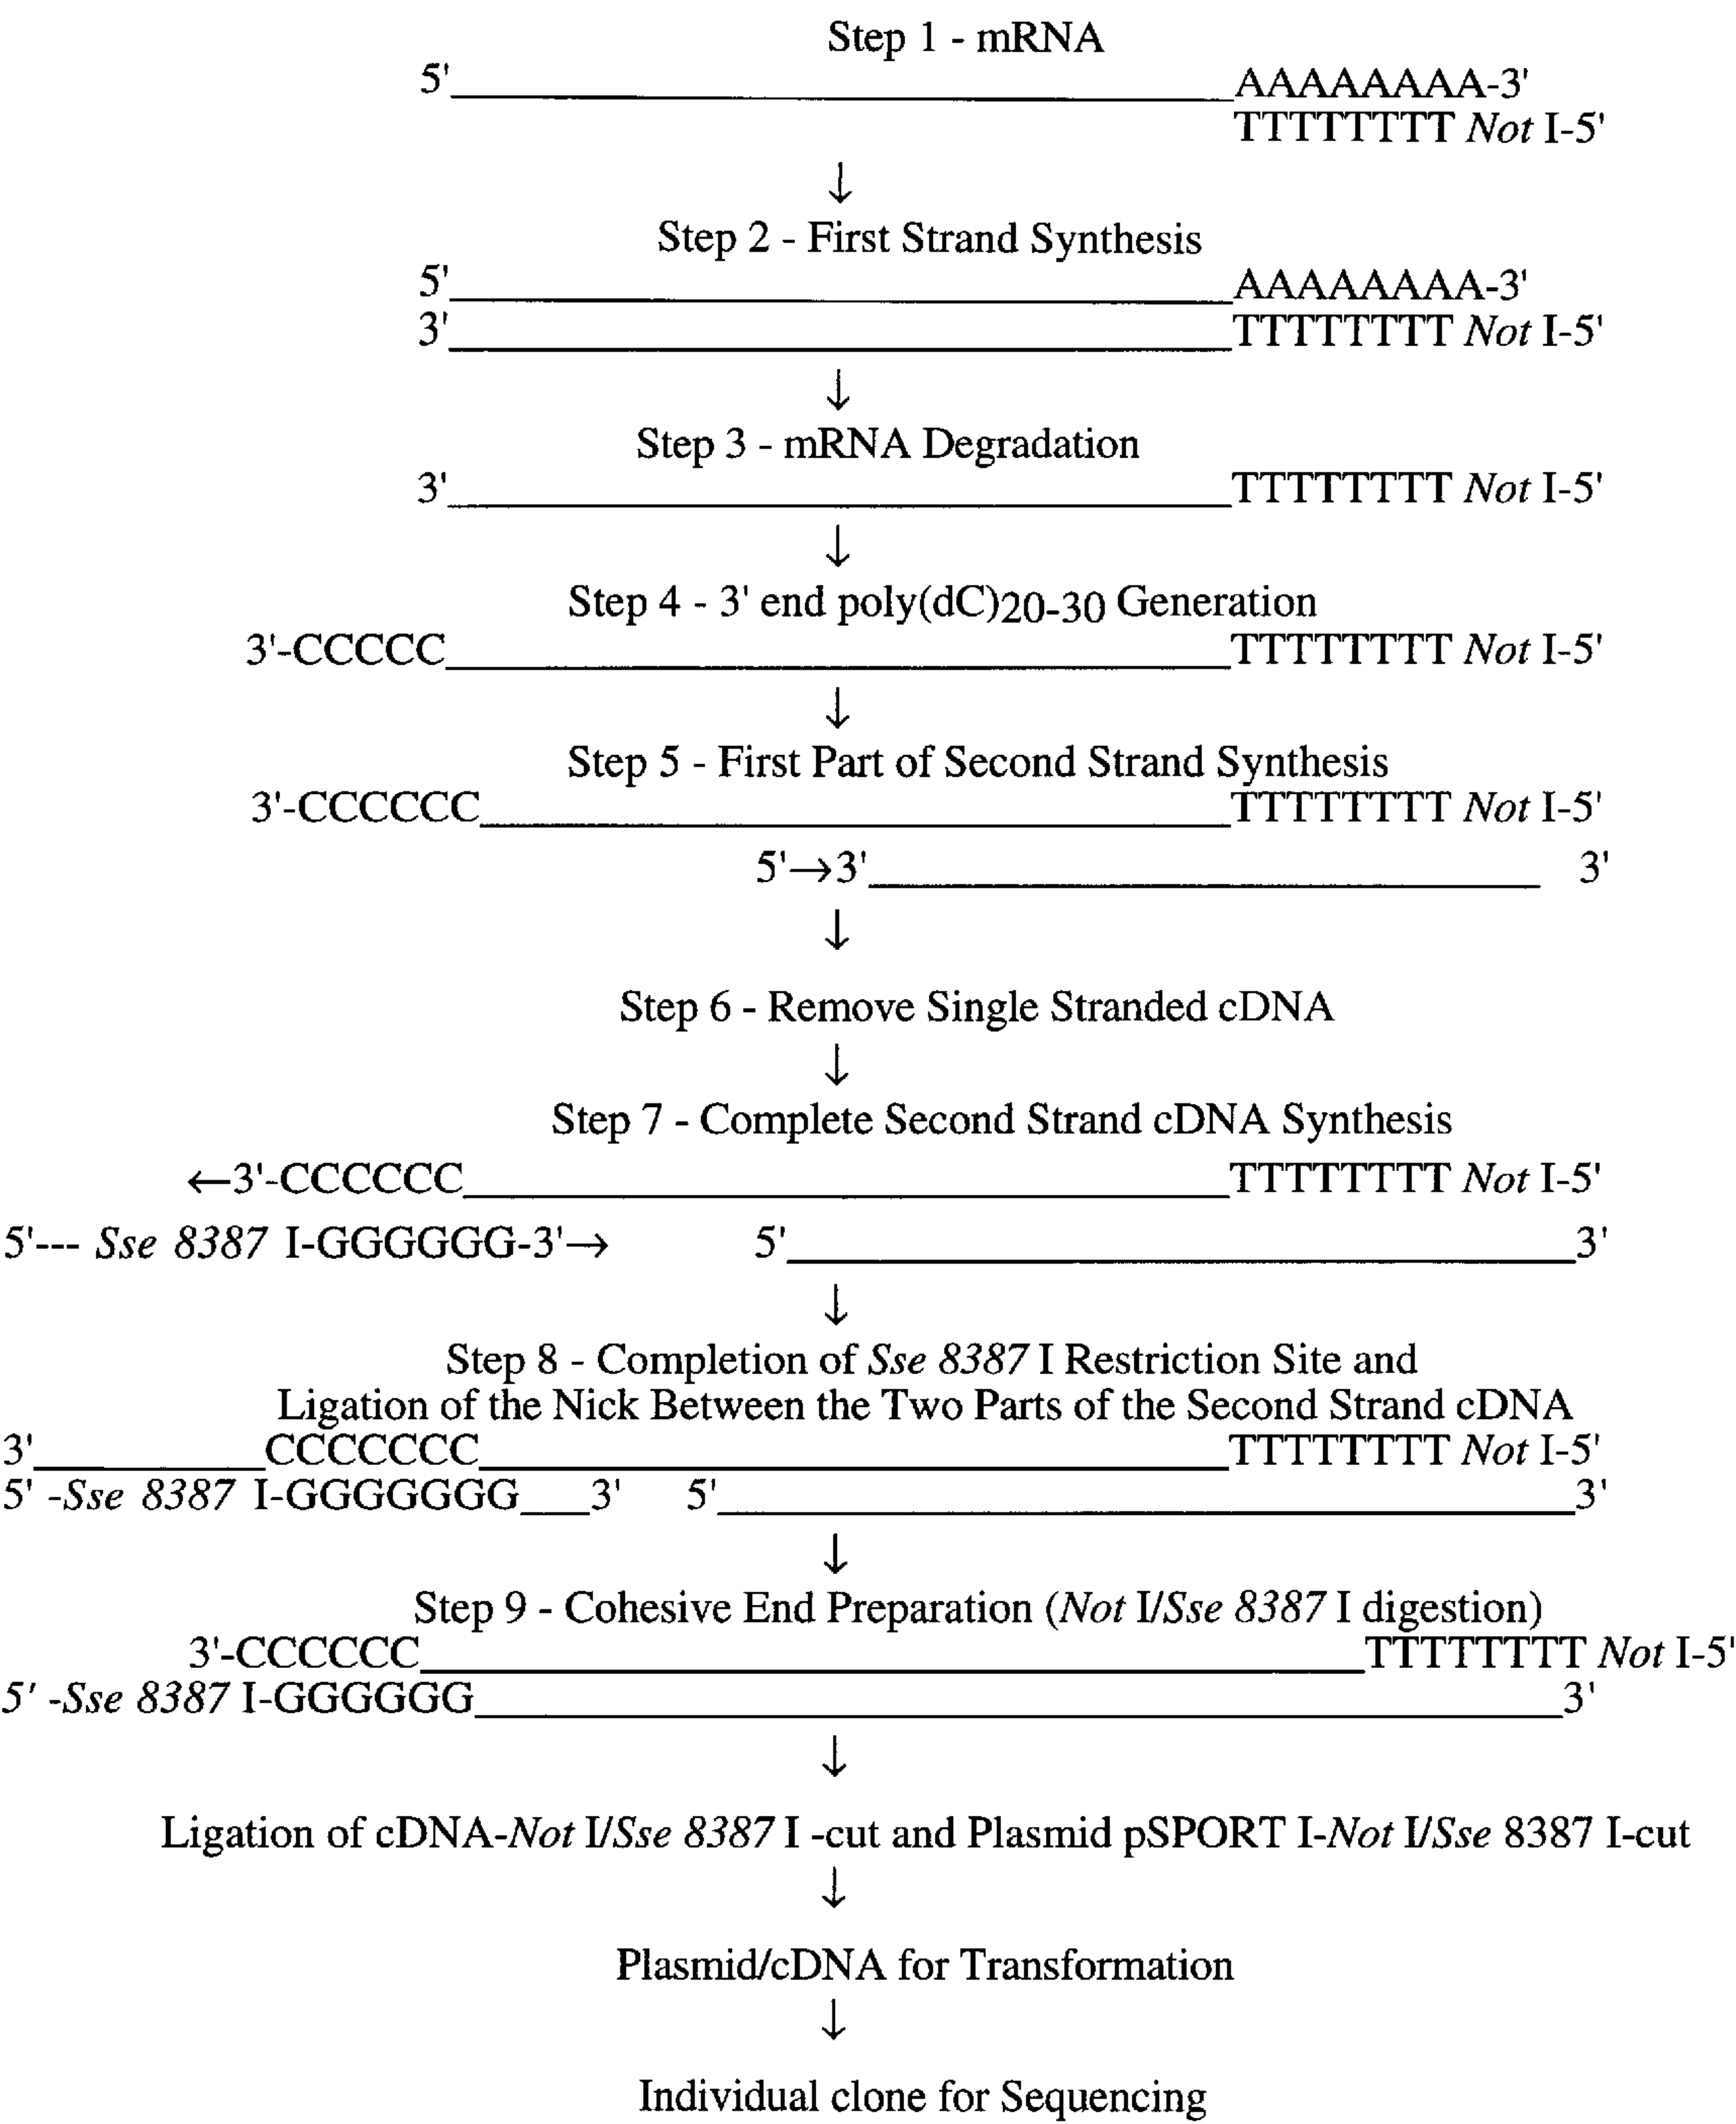 Step 1 - mRNA
5' AAAAAAAA-3'
TTTTTTTT Not I-5'
↓
Step 2 - First Strand Synthesis
5' AAAAAAAA-3'
3' TTTTTTTT Not I-5'
↓
Step 3 - mRNA Degradation
3' TTTTTTTT Not I-5'
↓
Step 4 - 3' end poly(dC)20-30 Generation
3'-CCCCC TTTTTTTT Not I-5'
↓
Step 5 - First Part of Second Strand Synthesis
3'-CCCCCC TTTTTTTT Not I-5'
5'→3' 3'
↓
Step 6 - Remove Single Stranded cDNA
↓
Step 7 - Complete Second Strand cDNA Synthesis
←3'-CCCCCC TTTTTTTT Not I-5'
5'--- Sse 8387 I-GGGGGG-3'→ 5' 3'
↓
Step 8 - Completion of Sse 8387 I Restriction Site and
Ligation of the Nick Between the Two Parts of the Second Strand cDNA
3' CCCCCCC TTTTTTTT Not I-5'
5' -Sse 8387 I-GGGGGGG 3' 5' 3'
↓
Step 9 - Cohesive End Preparation (Not I/Sse 8387 I digestion)
3'-CCCCCC TTTTTTTT Not I-5'
5' -Sse 8387 I-GGGGGG 3'
↓
Ligation of cDNA-Not I/Sse 8387 I -cut and Plasmid pSPORT I-Not I/Sse 8387 I-cut
↓
Plasmid/cDNA for Transformation
↓
Individual clone for Sequencing